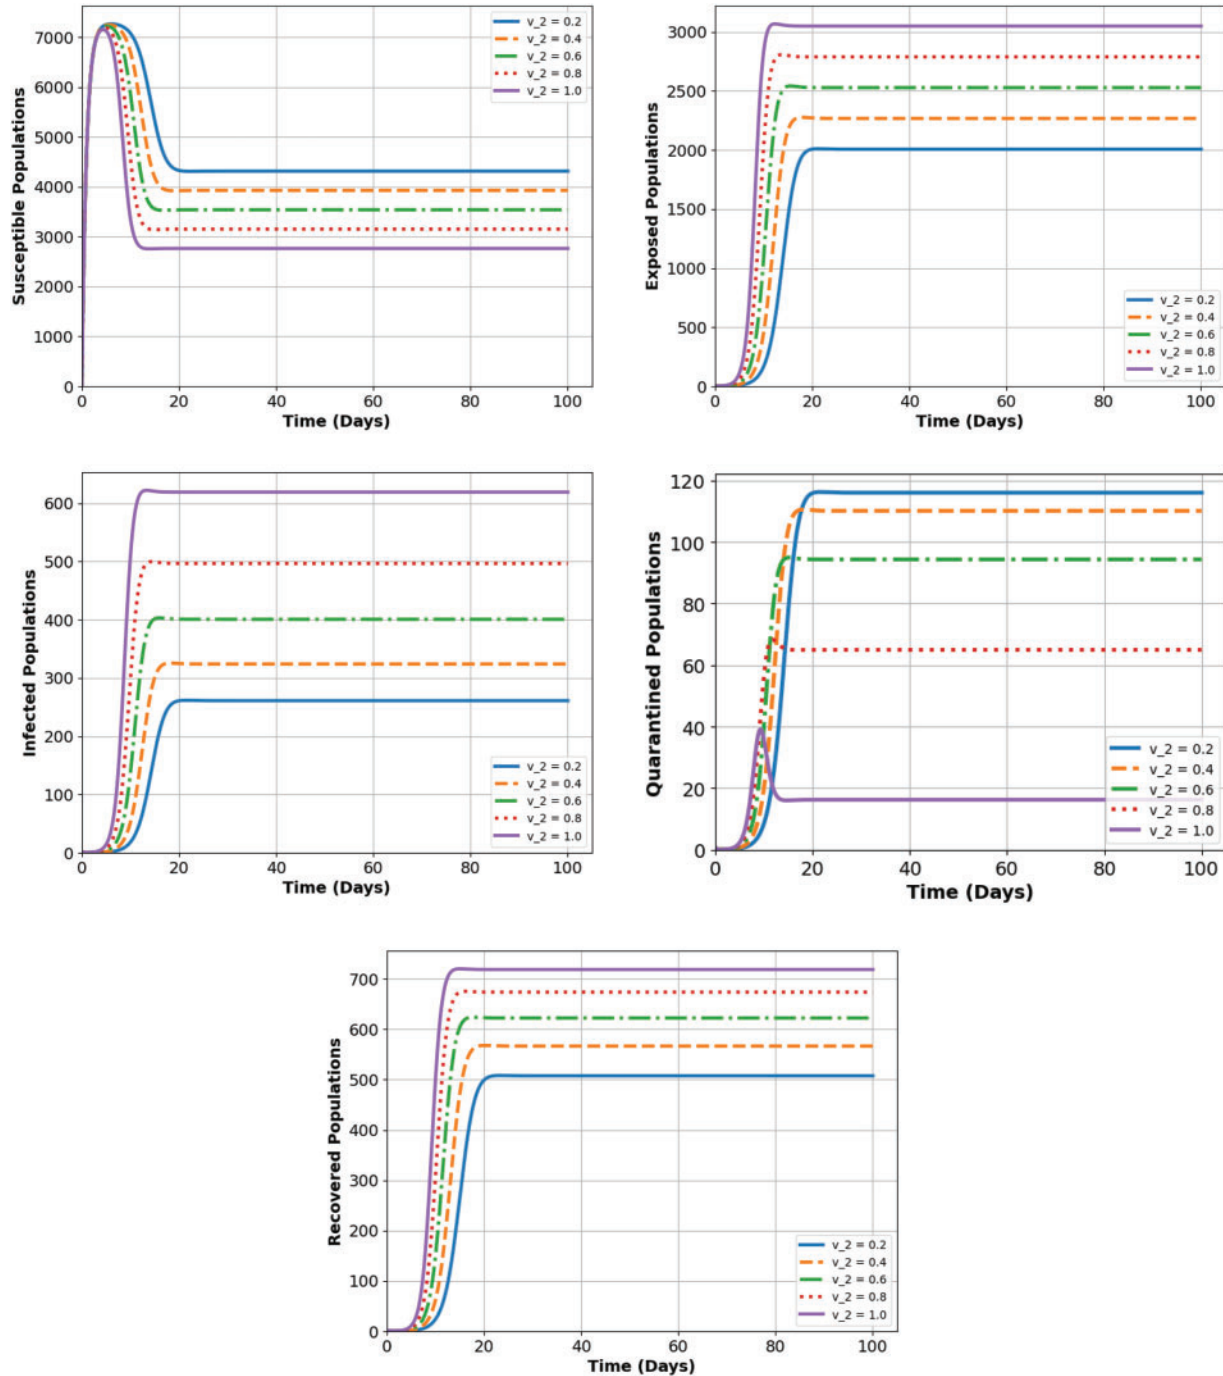 7000
6000
5000
4000
3000
2000
1000
0
Susceptible Populations
v_2 = 0.2
v_2 = 0.4
v_2 = 0.6
v_2 = 0.8
v_2 = 1.0
0 20 40 60 80 100
Time (Days)
3000
2500
2000
1500
1000
500
0
Exposed Populations
v_2 = 0.2
v_2 = 0.4
v_2 = 0.6
v_2 = 0.8
v_2 = 1.0
0 20 40 60 80 100
Time (Days)
600
500
400
300
200
100
0
Infected Populations
v_2 = 0.2
v_2 = 0.4
v_2 = 0.6
v_2 = 0.8
v_2 = 1.0
0 20 40 60 80 100
Time (Days)
120
100
80
60
40
20
0
Quarantined Populations
v_2 = 0.2
v_2 = 0.4
v_2 = 0.6
v_2 = 0.8
v_2 = 1.0
0 20 40 60 80 100
Time (Days)
700
600
500
400
300
200
100
0
Recovered Populations
v_2 = 0.2
v_2 = 0.4
v_2 = 0.6
v_2 = 0.8
v_2 = 1.0
0 20 40 60 80 100
Time (Days)